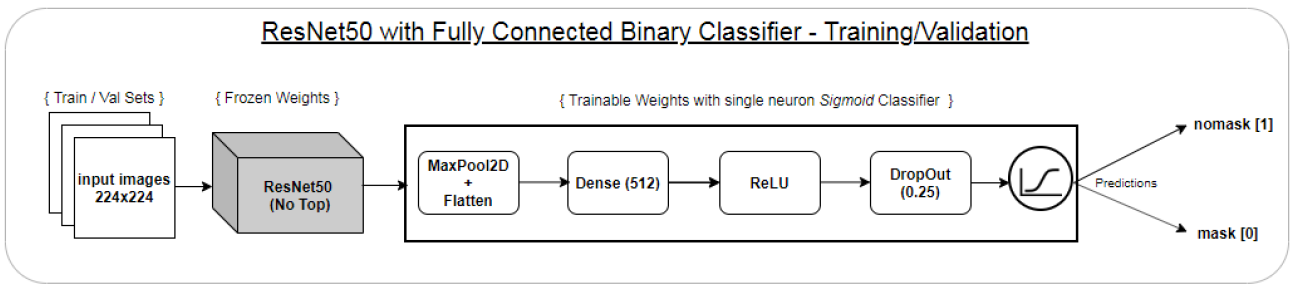 ResNet50 with Fully Connected Binary Classifier - Training/Validation
{ Train / Val Sets }
{ Frozen Weights }
{ Trainable Weights with single neuron Sigmoid Classifier }
input images
224x224
ResNet50
(No Top)
MaxPool2D
+
Flatten
Dense (512)
ReLU
DropOut
(0.25)
Predictions
nomask [1]
mask [0]